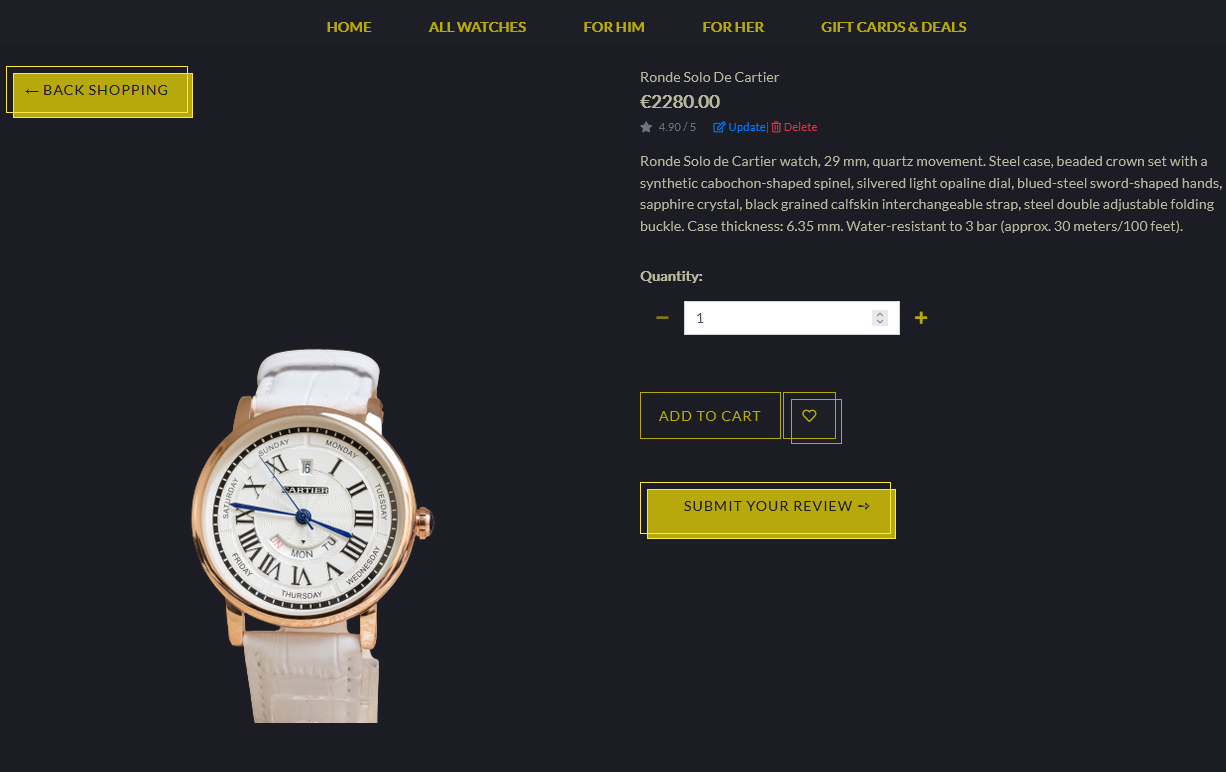 HOME ALL WATCHES FOR HIM FOR HER GIFT CARDS & DEALS
← BACK SHOPPING
Ronde Solo De Cartier
€2280.00
4.90 / 5 Update| Delete
Ronde Solo de Cartier watch, 29 mm, quartz movement. Steel case, beaded crown set with a
synthetic cabochon-shaped spinel, silvered light opaline dial, blued-steel sword-shaped hands,
sapphire crystal, black grained calfskin interchangeable strap, steel double adjustable folding
buckle. Case thickness: 6.35 mm. Water-resistant to 3 bar (approx. 30 meters/100 feet).
Quantity:
− 1 +
ADD TO CART
SUBMIT YOUR REVIEW
SUNDAY
MONDAY
TUESDAY
WEDNESDAY
THURSDAY
FRIDAY
SATURDAY
16
CARTIER
MON
TU
XI
X
I